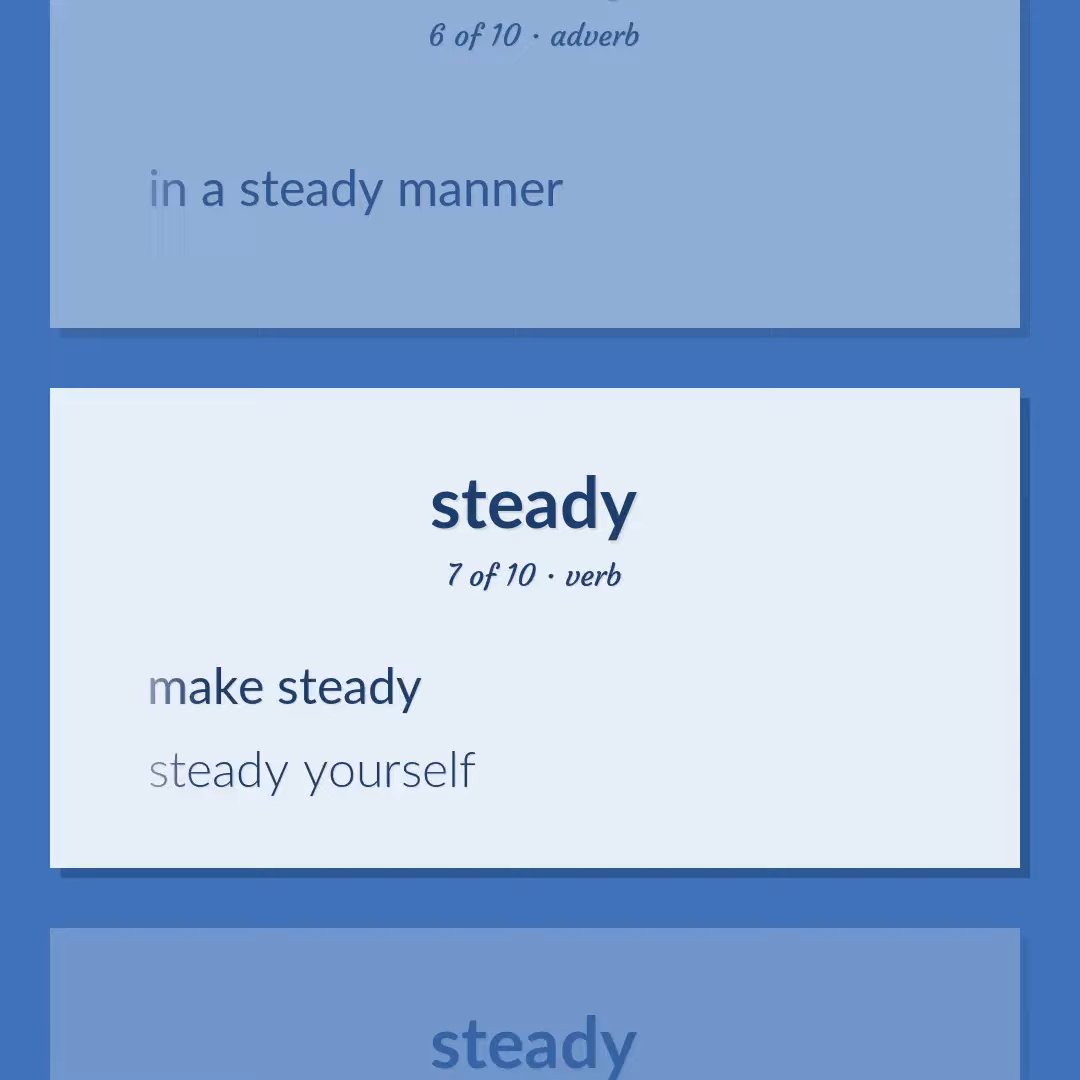 6 of 10 · adverb
in a steady manner
steady
7 of 10 · verb
make steady
steady yourself
steady